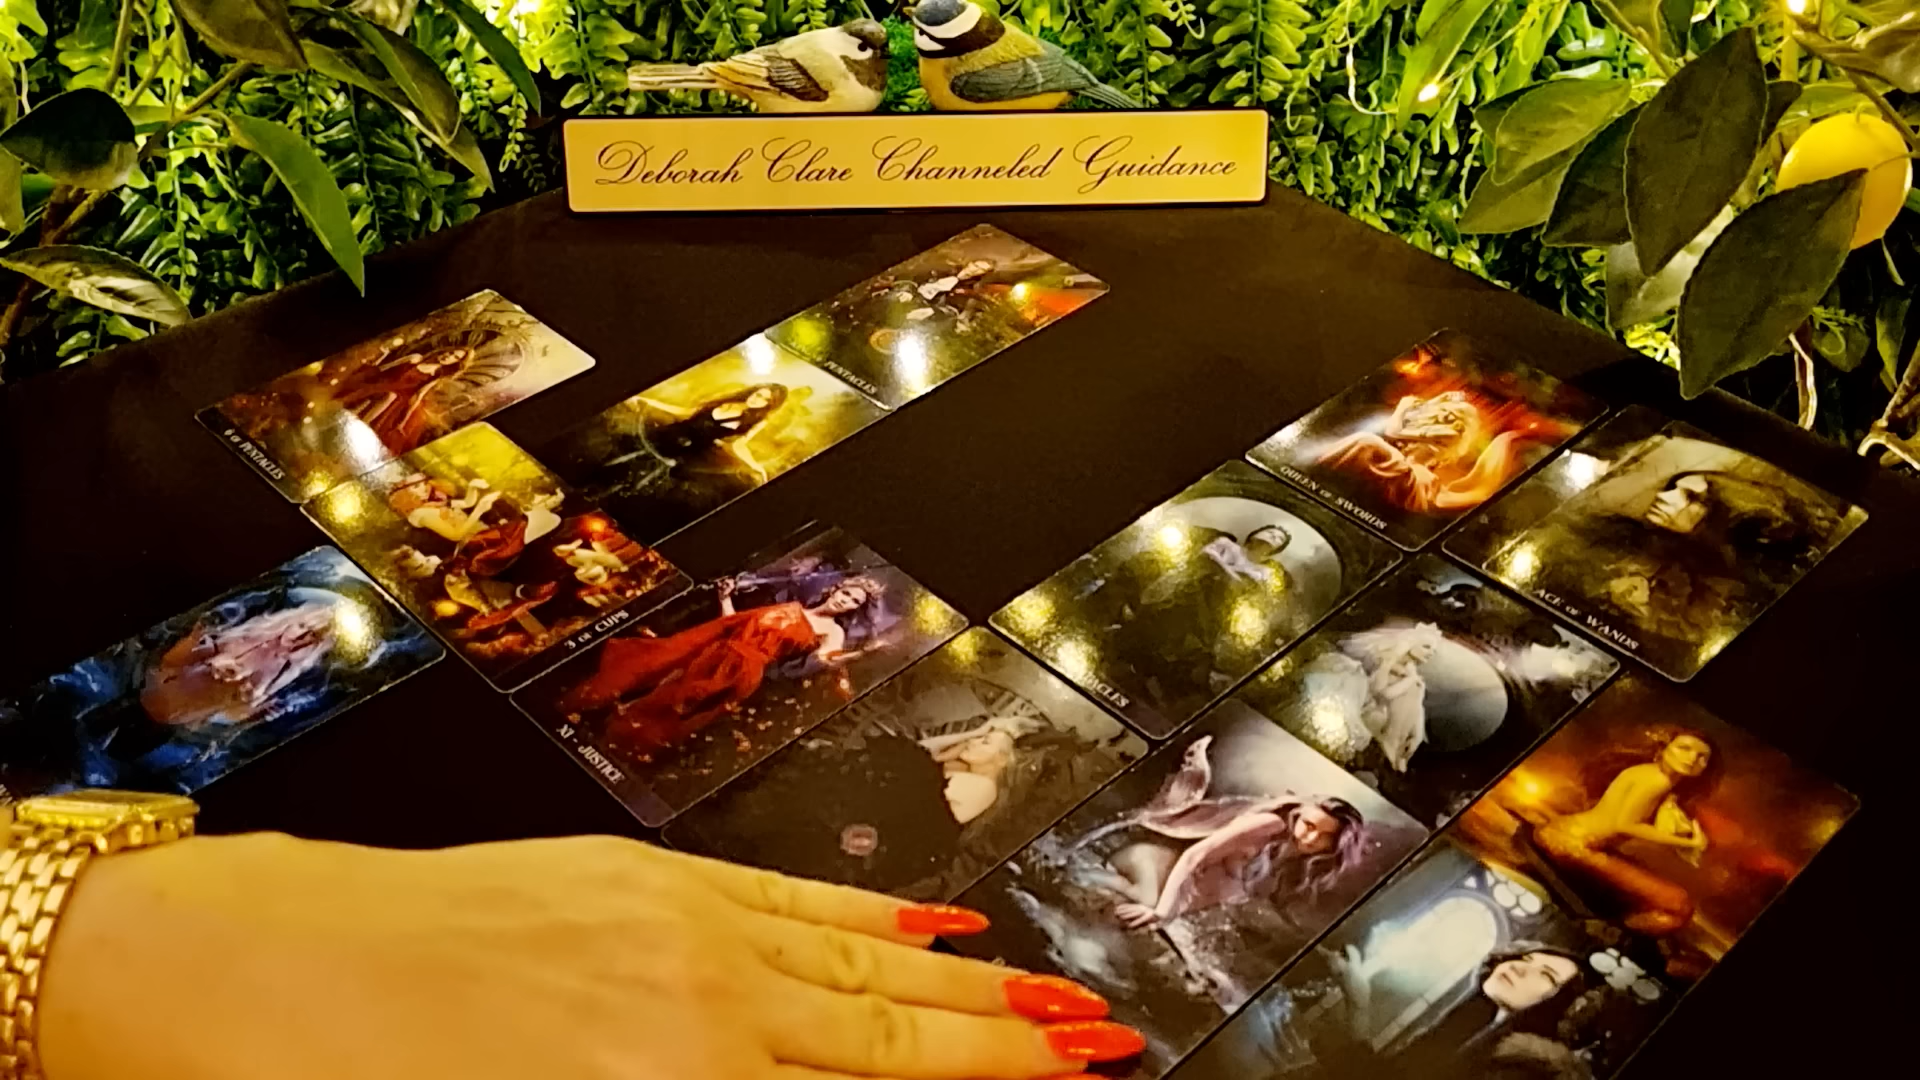 Deborah Clare Channeled Guidance
PENTACLES
6 OF PENTACLES
QUEEN OF SWORDS
ACE OF WANDS
3 OF CUPS
XI - JUSTICE